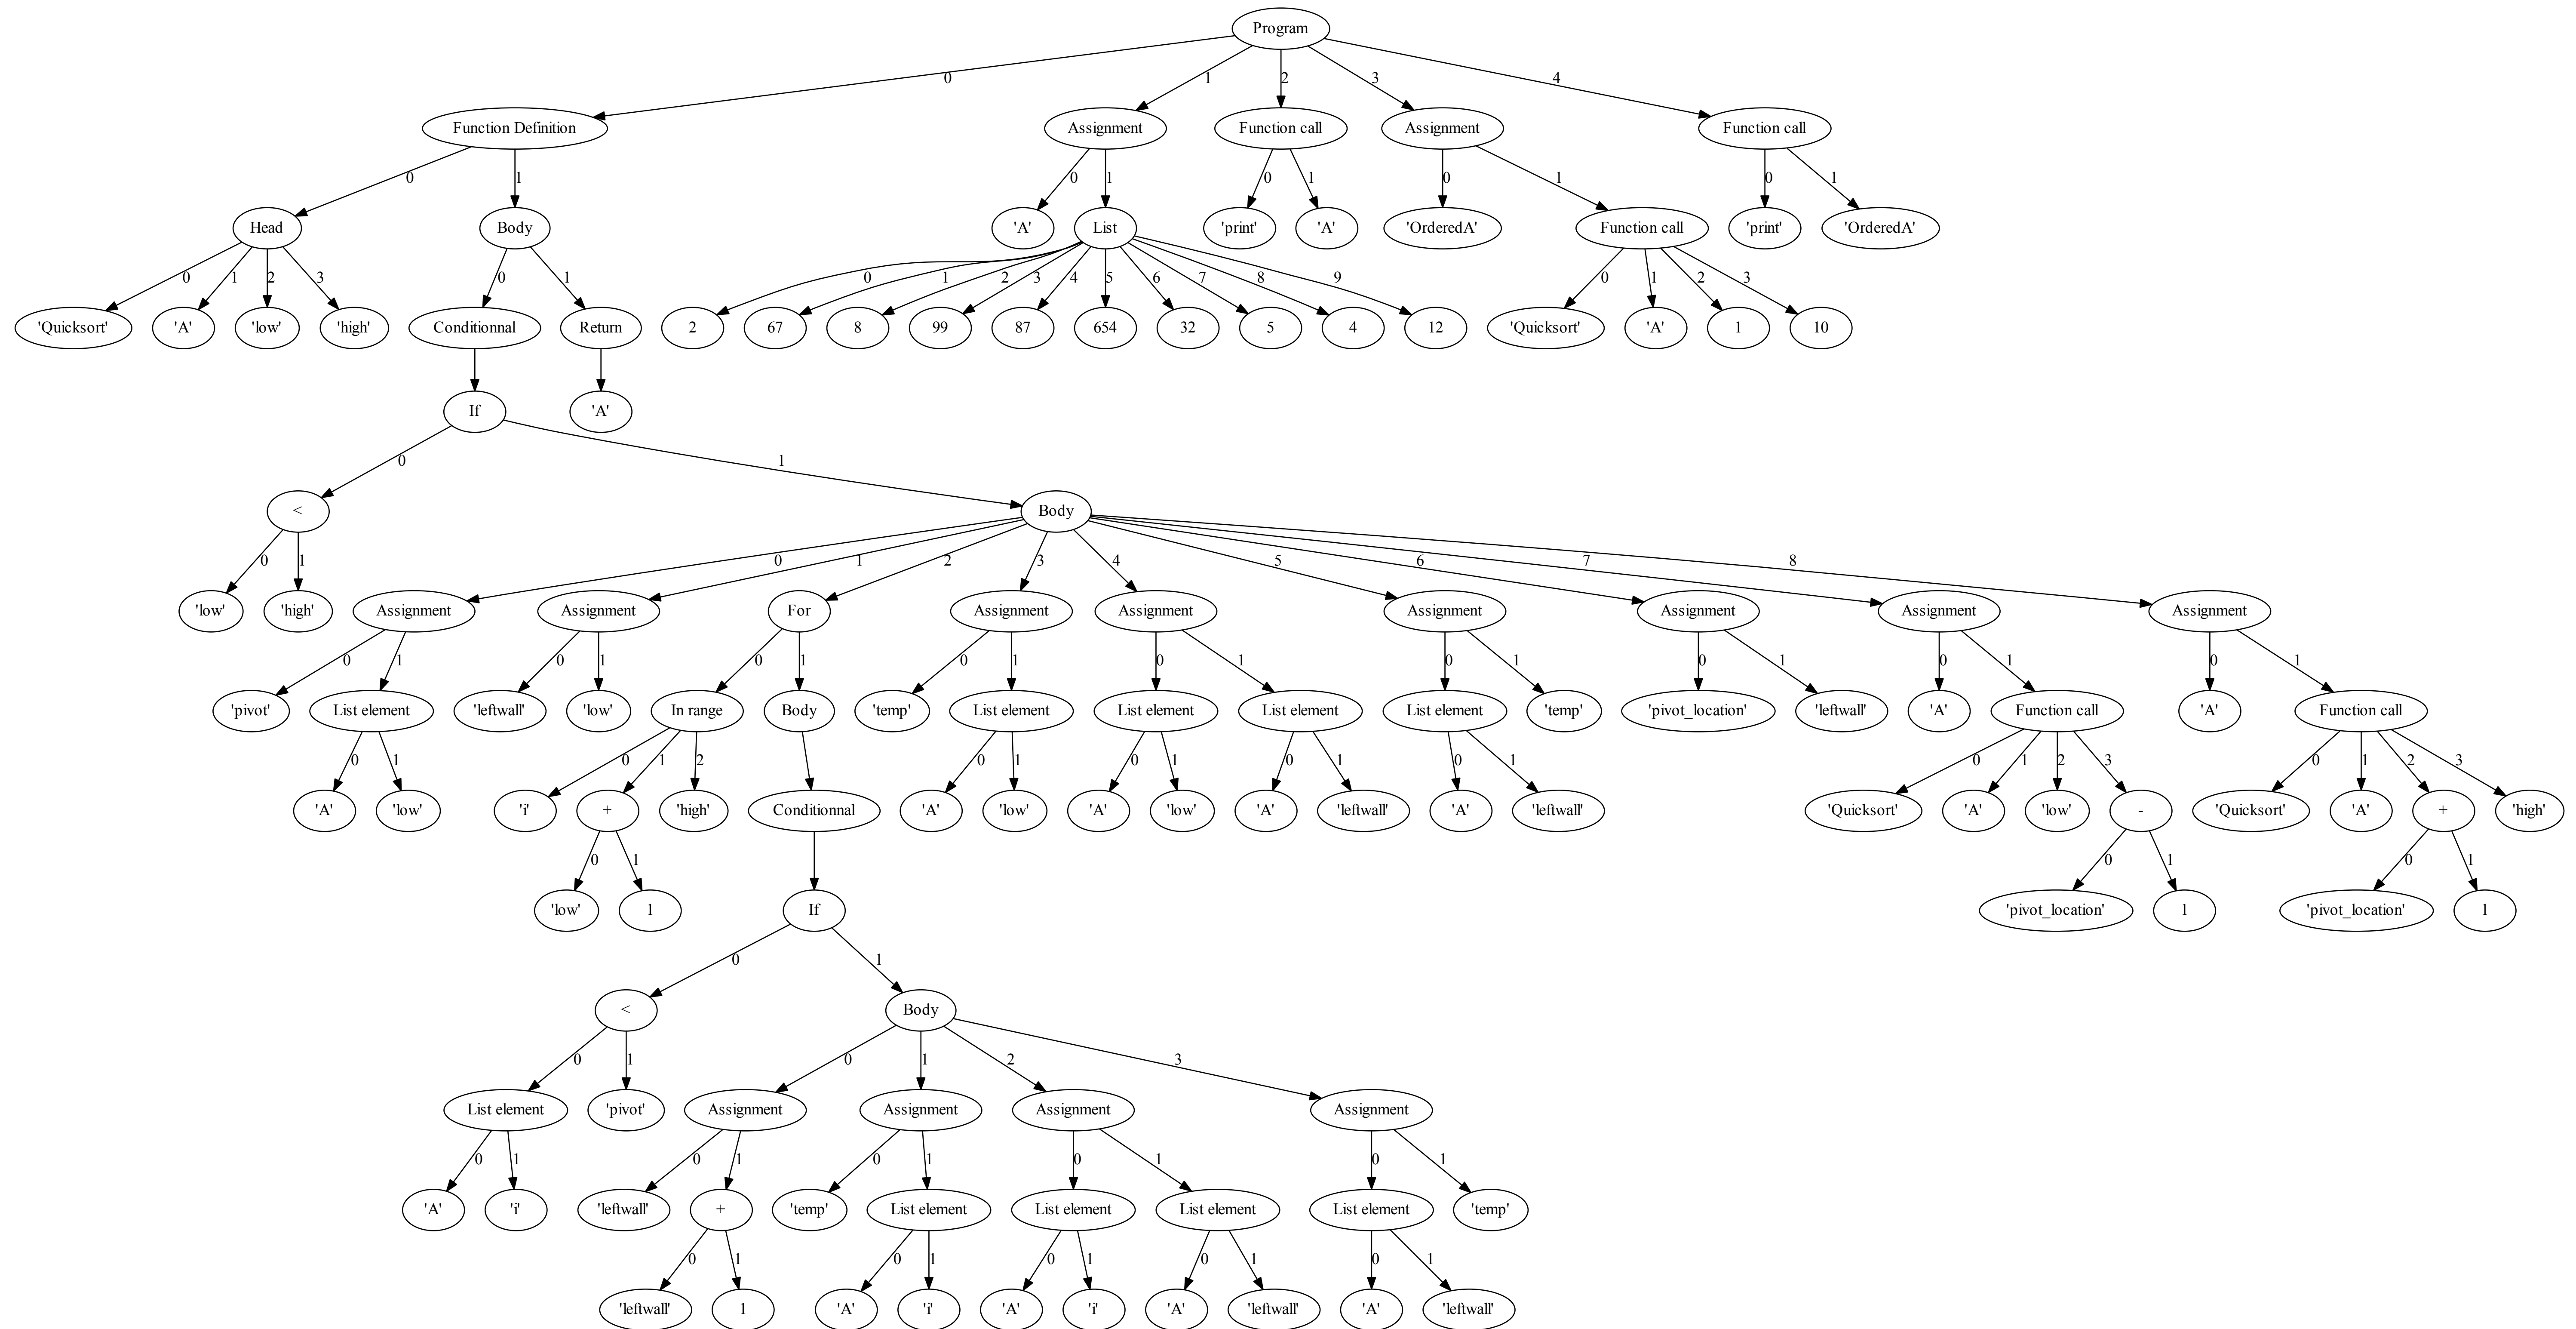 Program
0 1 2 3 4
Function Definition Assignment Function call Assignment Function call
0 1 0 1 0 1 0 1 0 1
Head Body 'A' List 'print' 'A' 'OrderedA' Function call 'print' 'OrderedA'
0 1 2 3 0 1 0 1 2 3 4 5 6 7 8 9 0 1 2 3
'Quicksort' 'A' 'low' 'high' Conditionnal Return 2 67 8 99 87 654 32 5 4 12 'Quicksort' 'A' 1 10
If 'A'
0 1
< Body
0 1 0 1 2 3 4 5 6 7 8
'low' 'high' Assignment Assignment For Assignment Assignment Assignment Assignment Assignment Assignment
0 1 0 1 0 1 0 1 0 1 0 1 0 1 0 1 0 1
'pivot' List element 'leftwall' 'low' In range Body 'temp' List element List element List element List element 'temp' 'pivot_location' 'leftwall' 'A' Function call 'A' Function call
0 1 0 1 2 0 1 0 1 0 1 0 1 0 1 2 3 0 1 2 3
'A' 'low' 'i' + 'high' Conditionnal 'A' 'low' 'A' 'low' 'A' 'leftwall' 'A' 'leftwall' 'Quicksort' 'A' 'low' - 'Quicksort' 'A' + 'high'
0 1 0 1 0 1
'low' 1 If 'pivot_location' 1 'pivot_location' 1
0 1
< Body
0 1 0 1 2 3
List element 'pivot' Assignment Assignment Assignment Assignment
0 1 0 1 0 1 0 1 0 1
'A' 'i' 'leftwall' + 'temp' List element List element List element List element 'temp'
0 1 0 1 0 1 0 1 0 1
'leftwall' 1 'A' 'i' 'A' 'i' 'A' 'leftwall' 'A' 'leftwall'